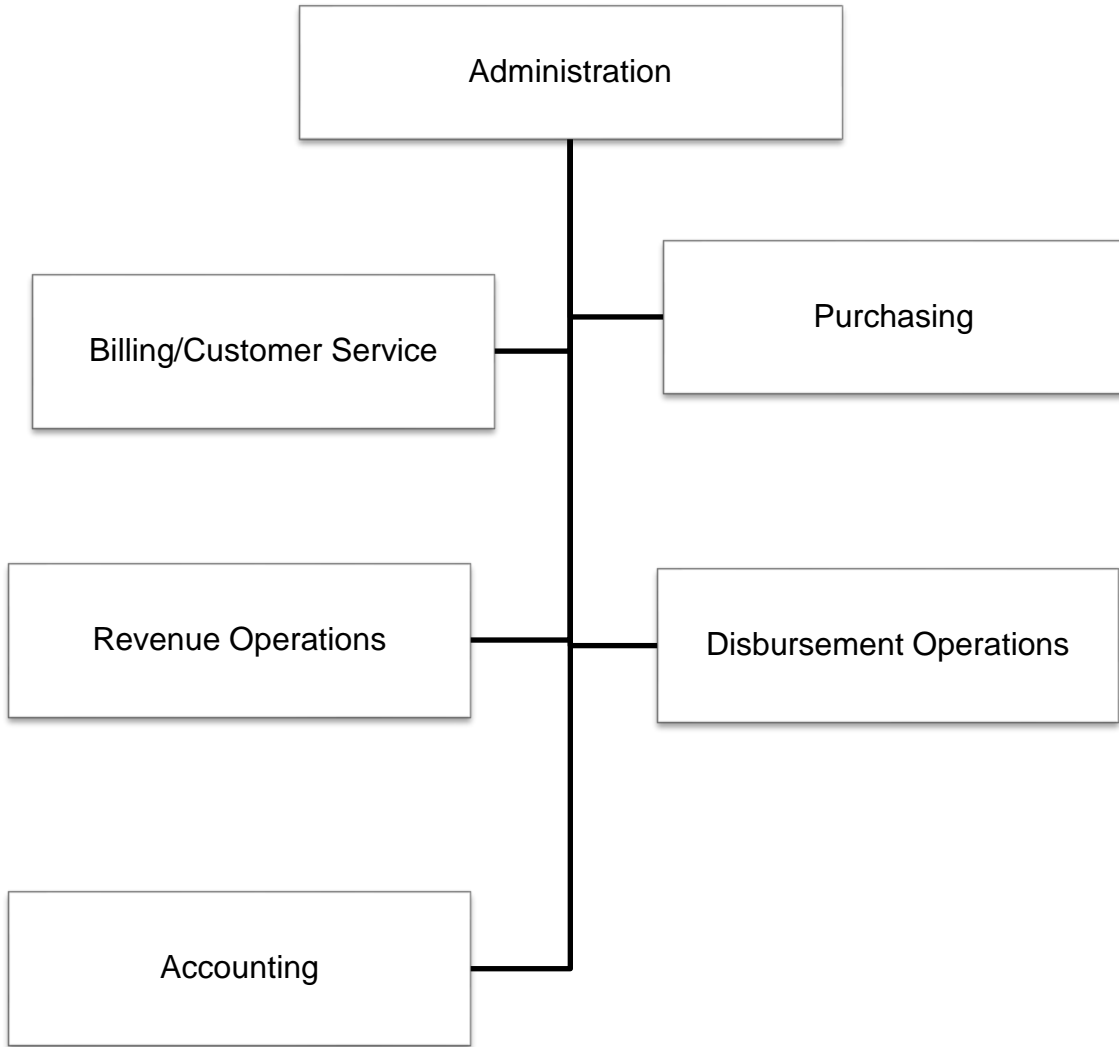 Administration
Purchasing
Billing/Customer Service
Revenue Operations
Disbursement Operations
Accounting